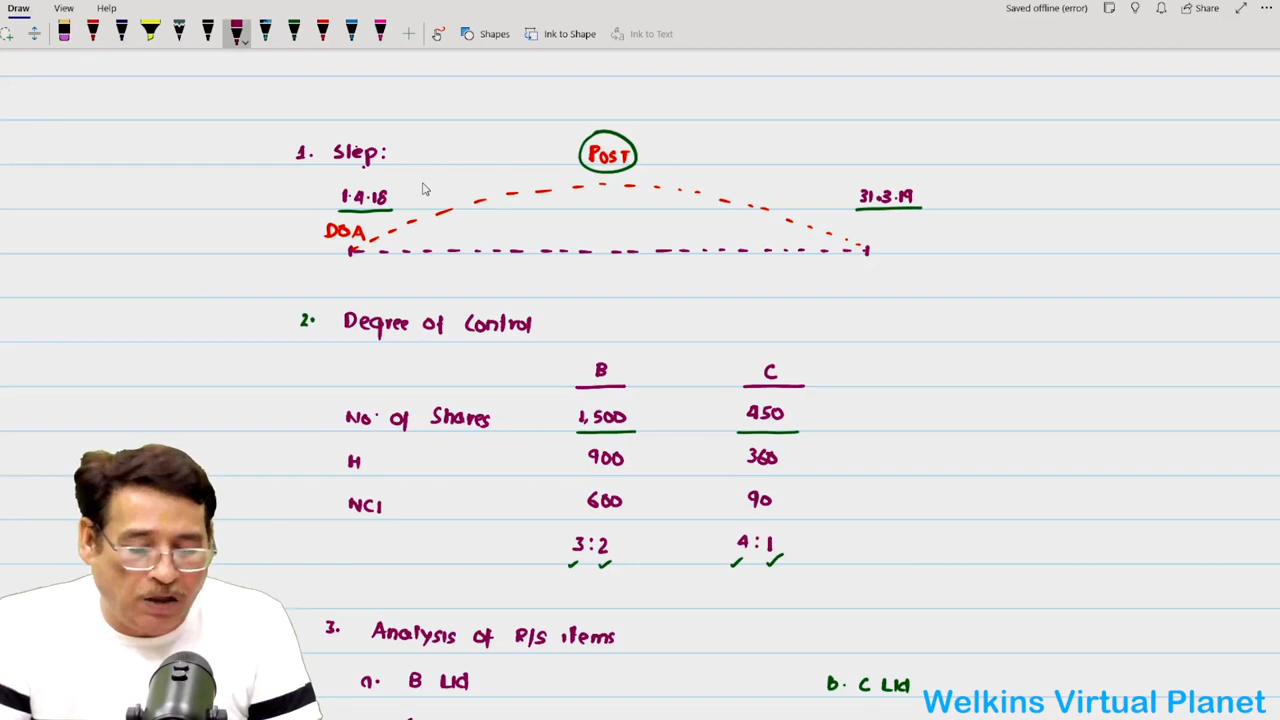 Draw View Help Saved offline (error) Share
Shapes Ink to Shape Ink to Text
1. Step: POST
1.4.18 31.3.19
DOA
2. Degree of Control
B C
No. of Shares 1,500 450
H 900 360
NCI 600 90
3:2 4:1
3. Analysis of R/S items
a. B Ltd b. C Ltd
Welkins Virtual Planet